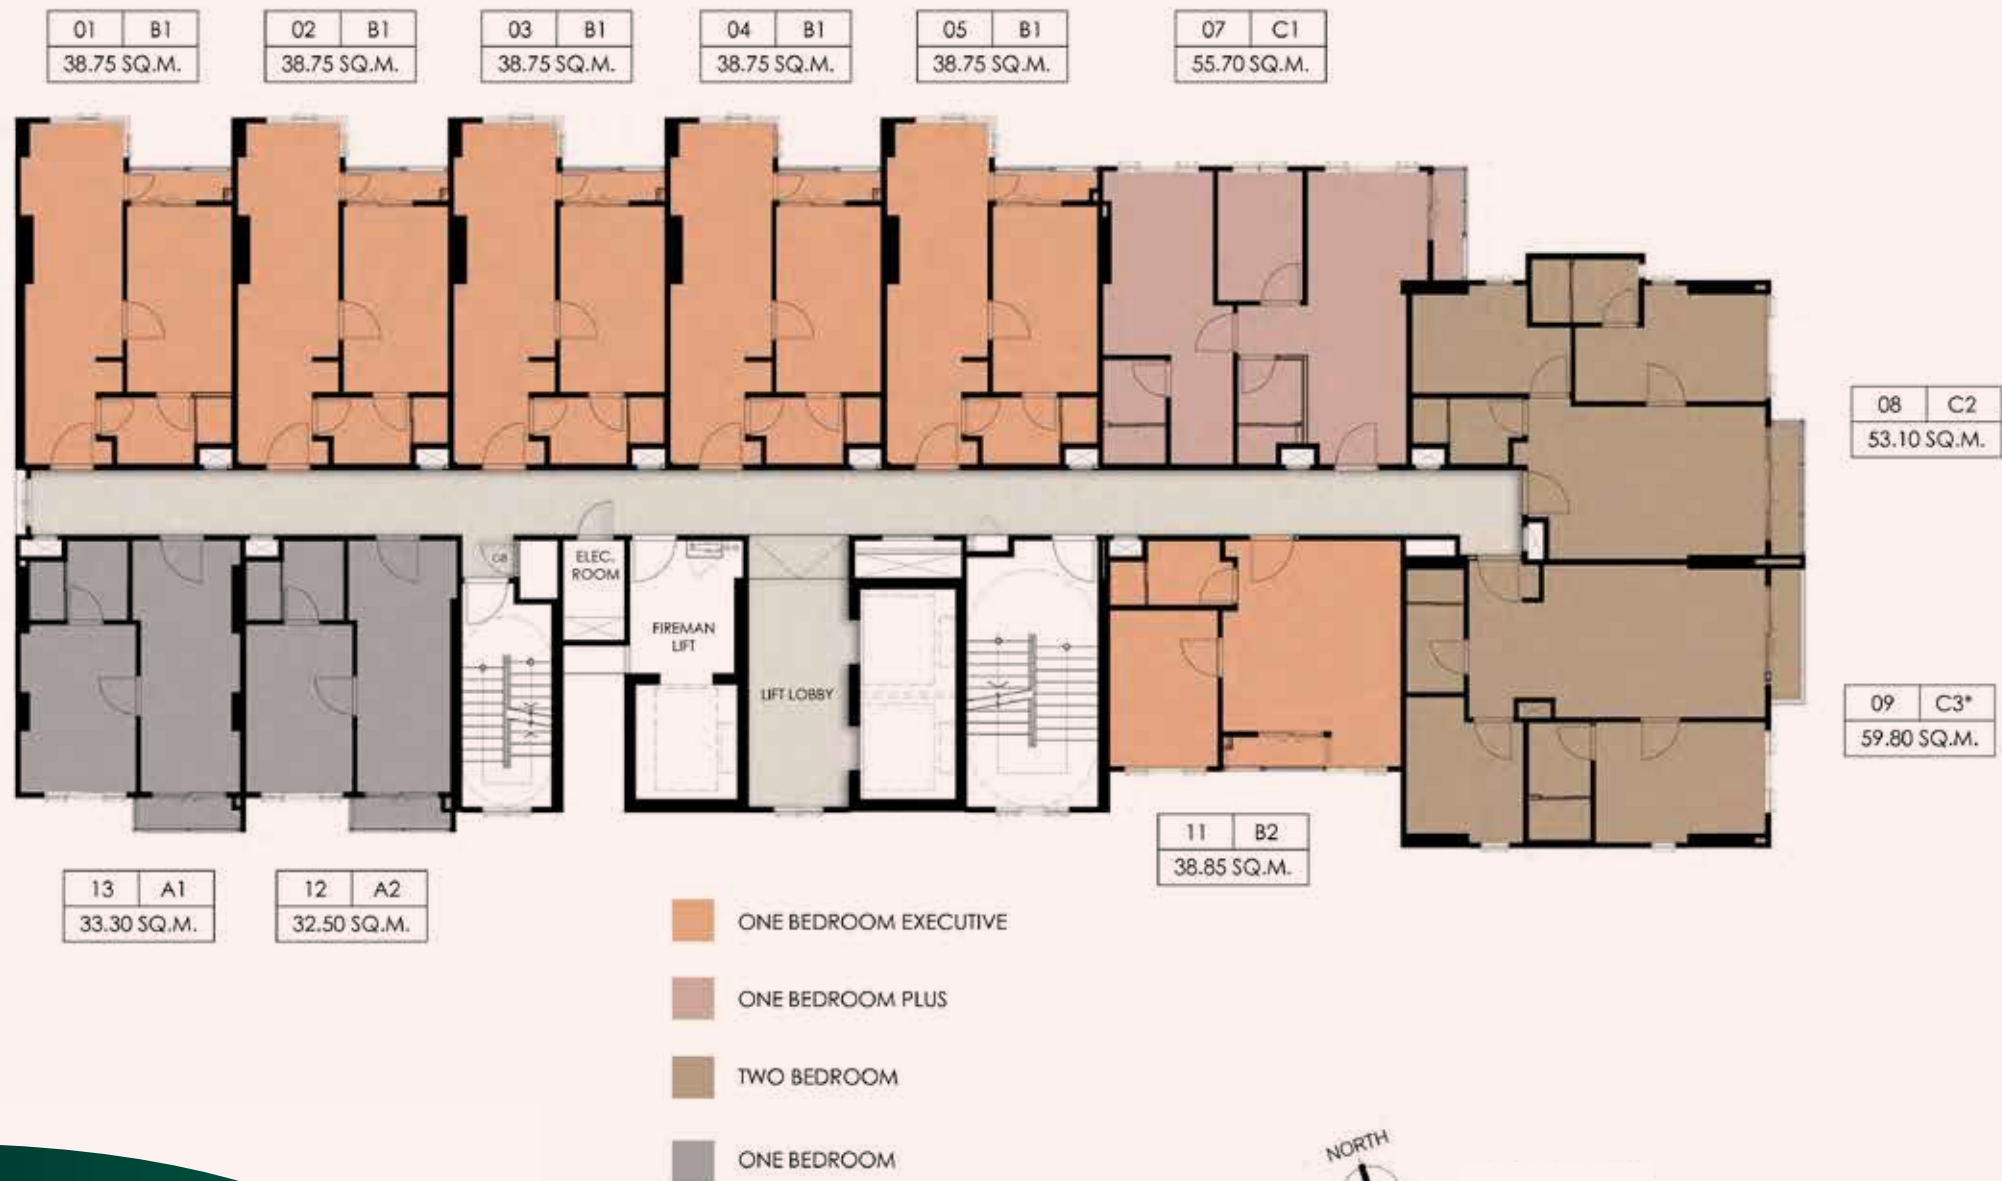 01 B1
38.75 SQ.M.
02 B1
38.75 SQ.M.
03 B1
38.75 SQ.M.
04 B1
38.75 SQ.M.
05 B1
38.75 SQ.M.
07 C1
55.70 SQ.M.
08 C2
53.10 SQ.M.
GB
ELEC.
ROOM
FIREMAN
LIFT
LIFT LOBBY
09 C3*
59.80 SQ.M.
11 B2
38.85 SQ.M.
13 A1
33.30 SQ.M.
12 A2
32.50 SQ.M.
ONE BEDROOM EXECUTIVE
ONE BEDROOM PLUS
TWO BEDROOM
ONE BEDROOM
NORTH